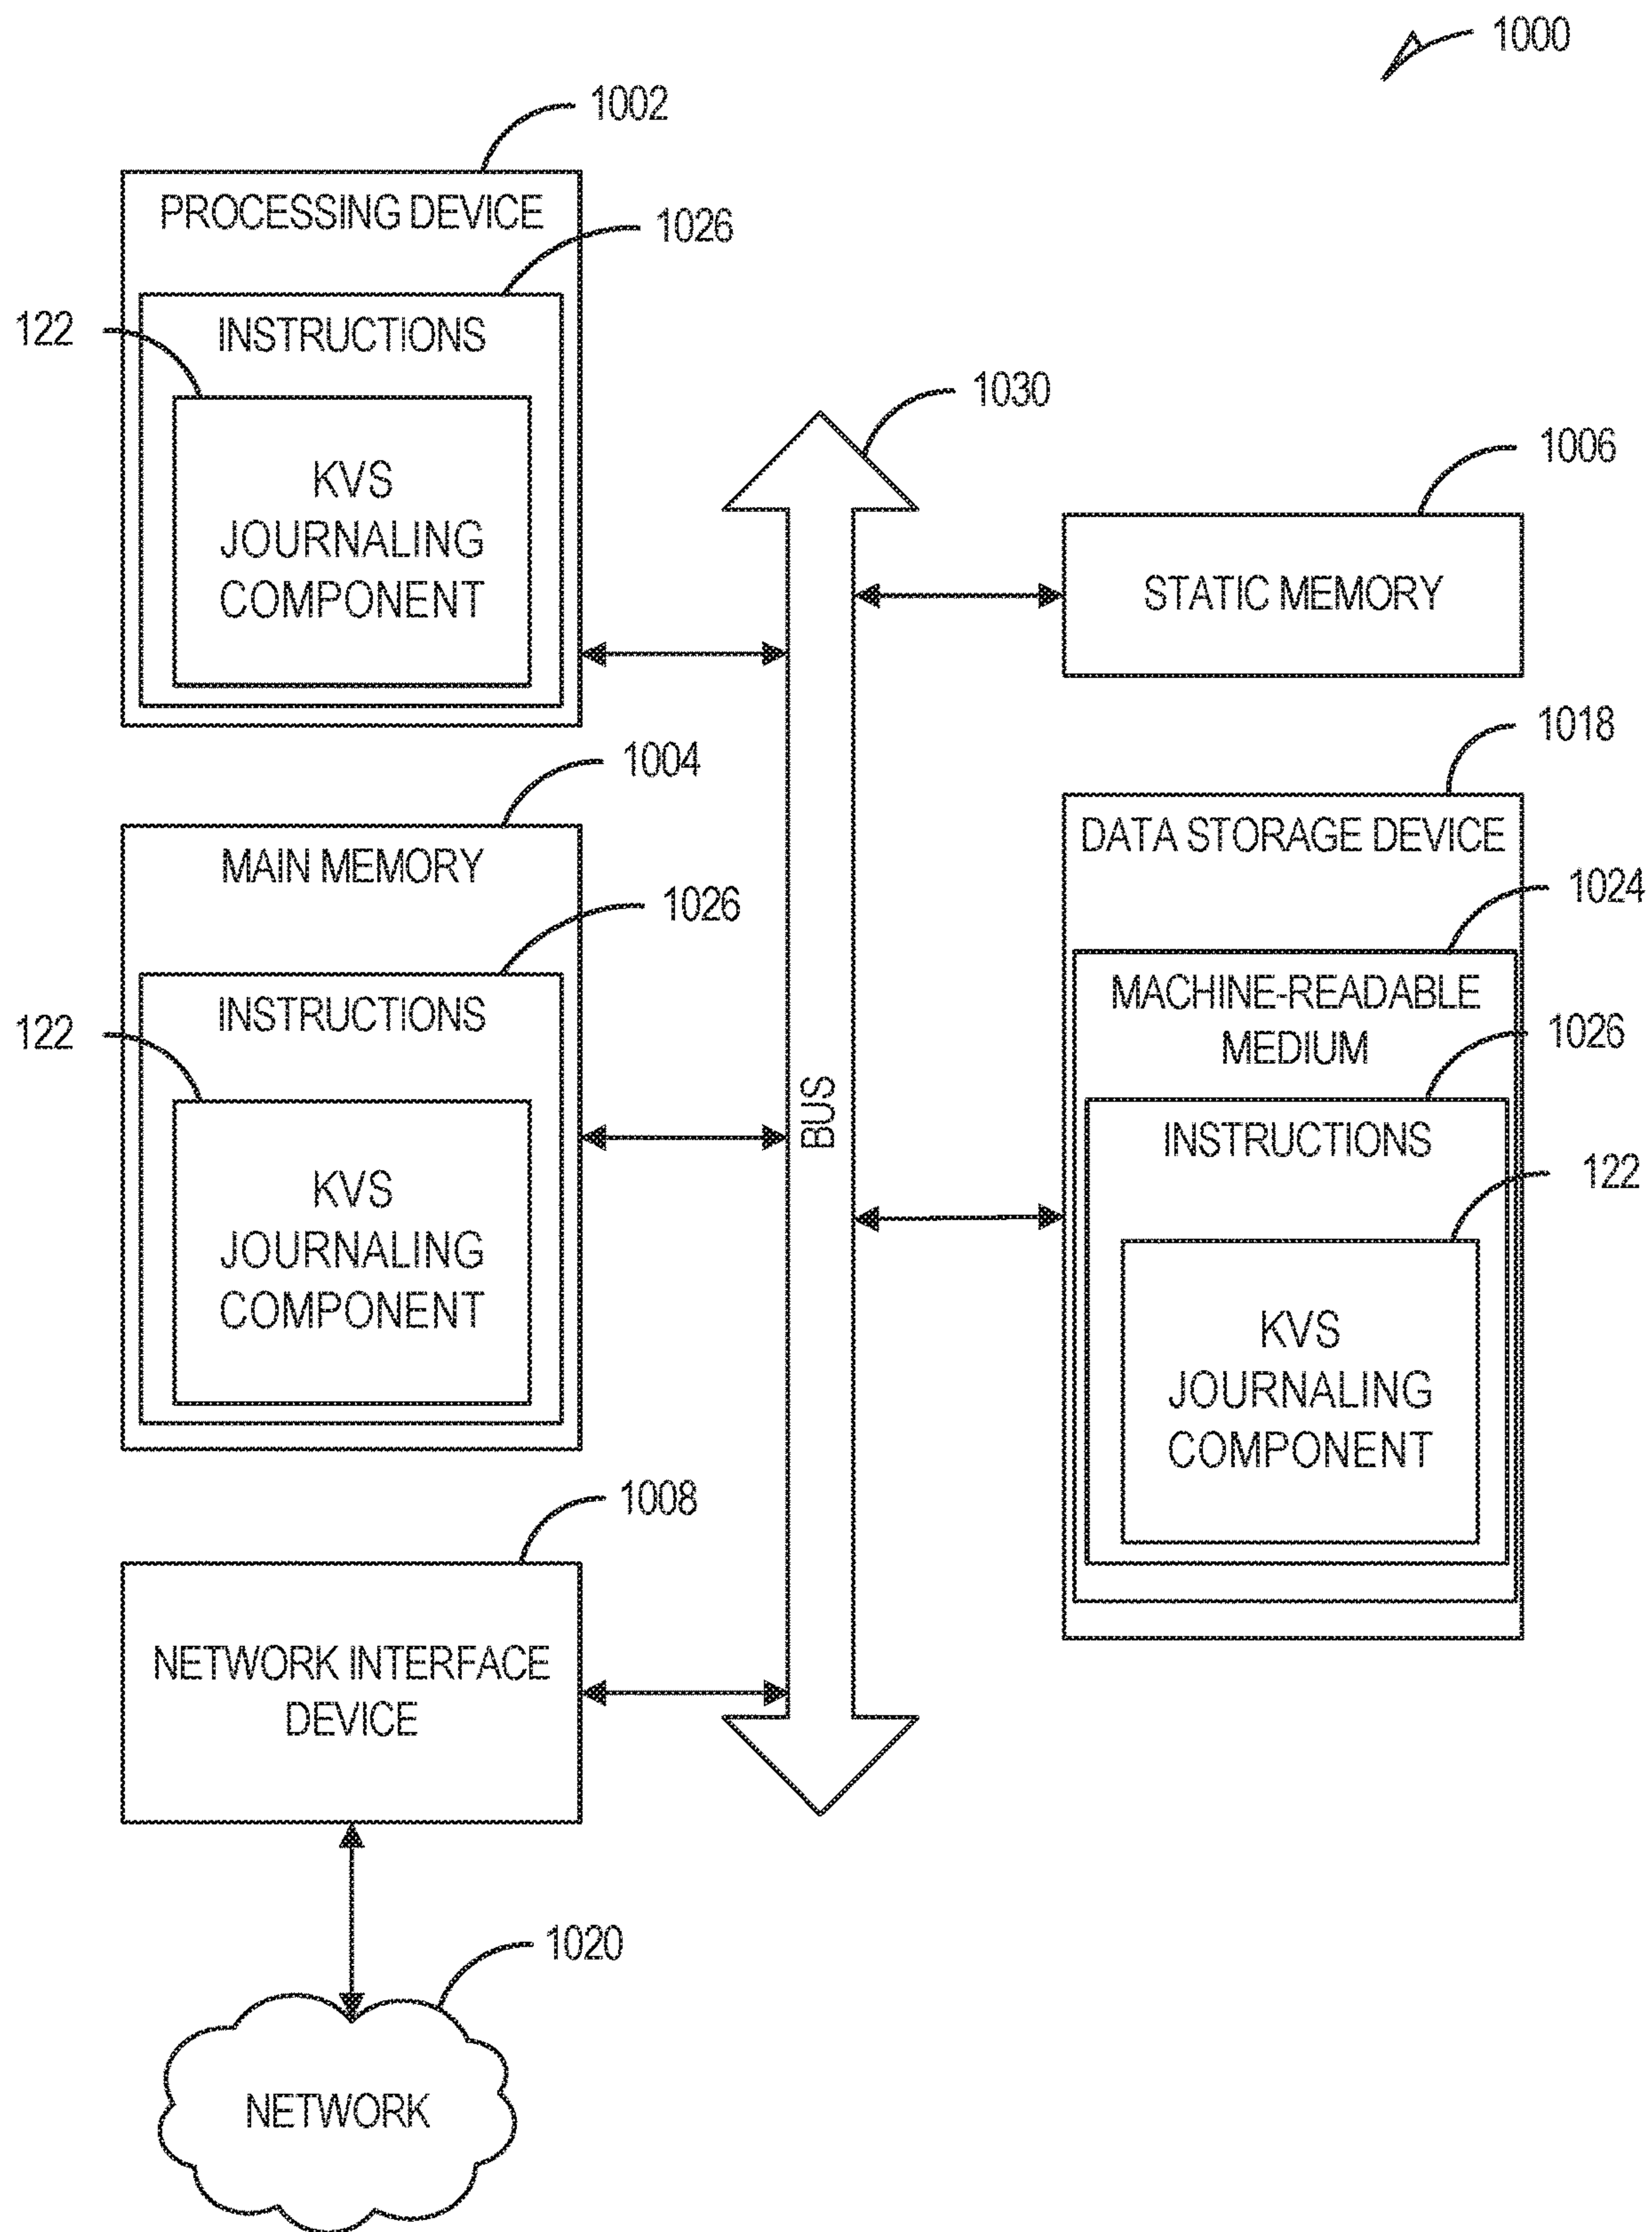 1000
1002
PROCESSING DEVICE
1026
122
INSTRUCTIONS
KVS
JOURNALING
COMPONENT
1030
1006
STATIC MEMORY
1004
MAIN MEMORY
1026
122
INSTRUCTIONS
KVS
JOURNALING
COMPONENT
BUS
1018
DATA STORAGE DEVICE
1024
MACHINE-READABLE
MEDIUM
1026
INSTRUCTIONS
122
KVS
JOURNALING
COMPONENT
1008
NETWORK INTERFACE
DEVICE
1020
NETWORK